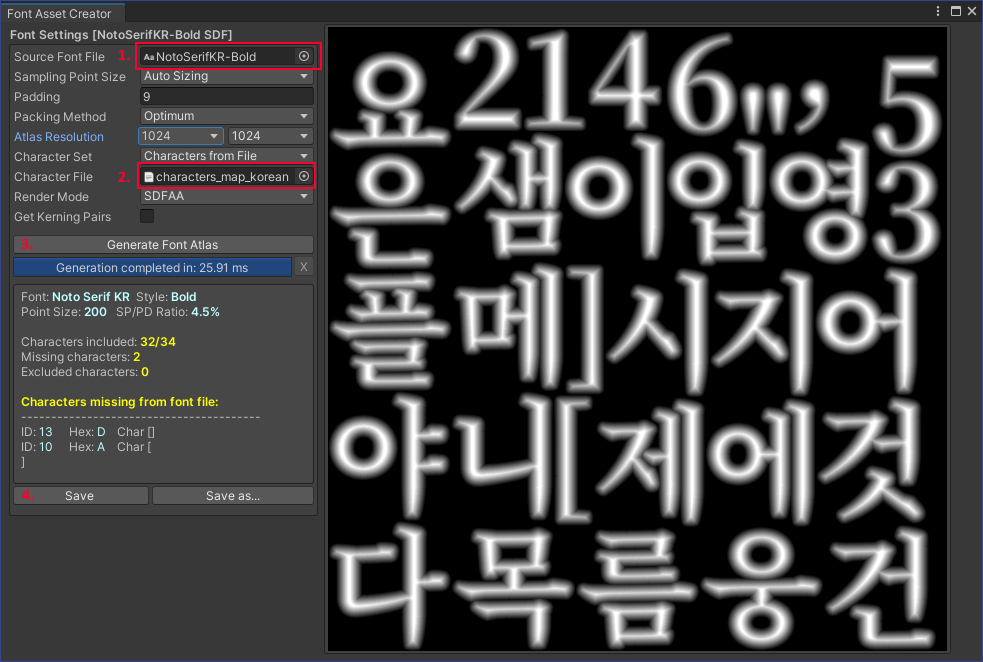 Font Asset Creator
Font Settings [NotoSerifKR-Bold SDF]
Source Font File 1. Aa NotoSerifKR-Bold
Sampling Point Size Auto Sizing
Padding 9
Packing Method Optimum
Atlas Resolution 1024 1024
Character Set Characters from File
Character File 2. characters_map_korean
Render Mode SDFAA
Get Kerning Pairs
3. Generate Font Atlas
Generation completed in: 25.91 ms X
Font: Noto Serif KR Style: Bold
Point Size: 200 SP/PD Ratio: 4.5%
Characters included: 32/34
Missing characters: 2
Excluded characters: 0
Characters missing from font file:
----------------------------------------
ID: 13 Hex: D Char []
ID: 10 Hex: A Char [
]
4. Save Save as...
요2146",5
은샘이입영3
플메]시지어
야니[제에것
다목름웅건